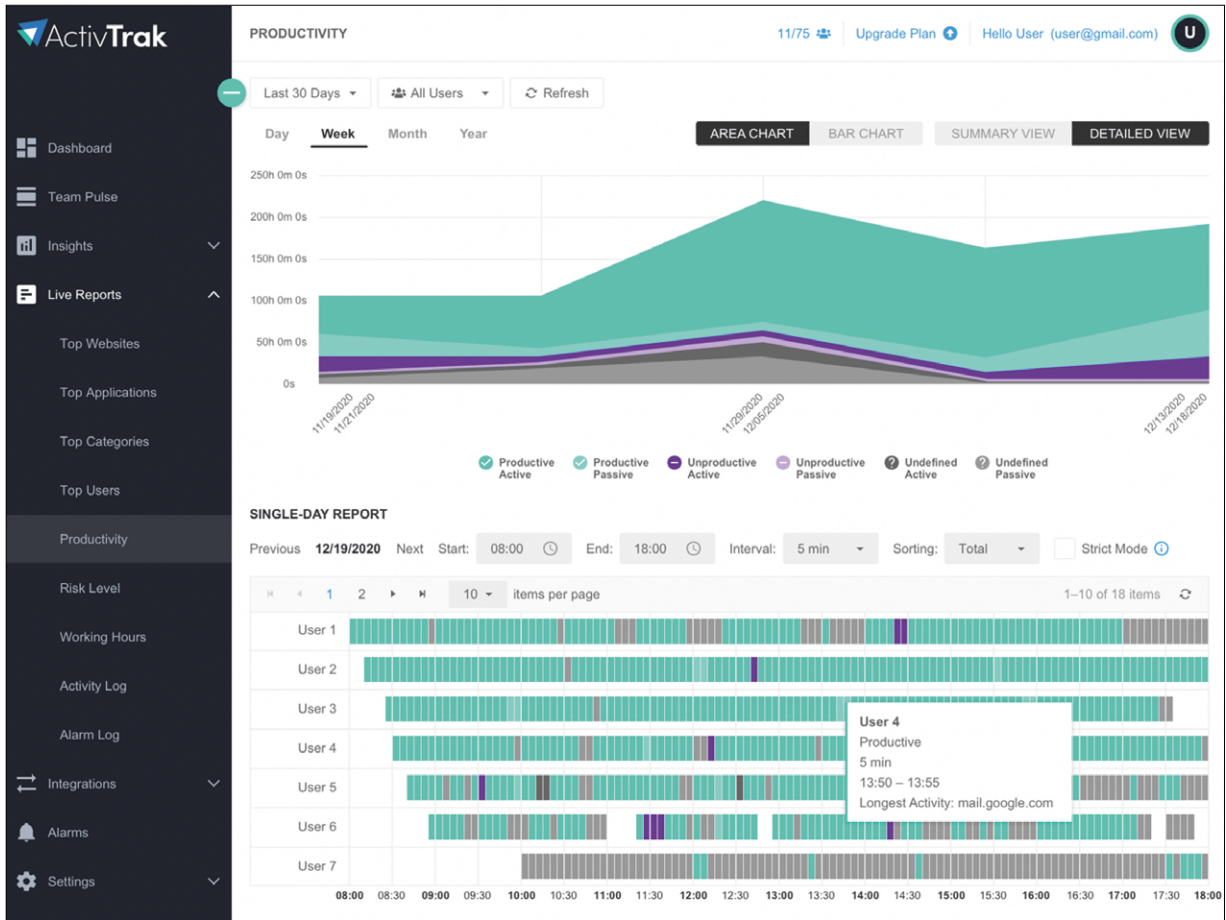 ActivTrak
PRODUCTIVITY
11/75
Upgrade Plan
Hello User (user@gmail.com)
U
Last 30 Days
All Users
Refresh
Day Week Month Year
AREA CHART BAR CHART
SUMMARY VIEW DETAILED VIEW
Dashboard
Team Pulse
Insights
Live Reports
Top Websites
Top Applications
Top Categories
Top Users
Productivity
Risk Level
Working Hours
Activity Log
Alarm Log
Integrations
Alarms
Settings
250h 0m 0s
200h 0m 0s
150h 0m 0s
100h 0m 0s
50h 0m 0s
0s
11/19/2020
11/21/2020
11/29/2020
12/05/2020
12/13/2020
12/18/2020
Productive
Active
Productive
Passive
Unproductive
Active
Unproductive
Passive
Undefined
Active
Undefined
Passive
SINGLE-DAY REPORT
Previous 12/19/2020 Next Start: 08:00 End: 18:00 Interval: 5 min Sorting: Total Strict Mode
1 2 10 items per page 1–10 of 18 items
User 1
User 2
User 3
User 4
User 5
User 6
User 7
User 4
Productive
5 min
13:50 – 13:55
Longest Activity: mail.google.com
08:00 08:30 09:00 09:30 10:00 10:30 11:00 11:30 12:00 12:30 13:00 13:30 14:00 14:30 15:00 15:30 16:00 16:30 17:00 17:30 18:00